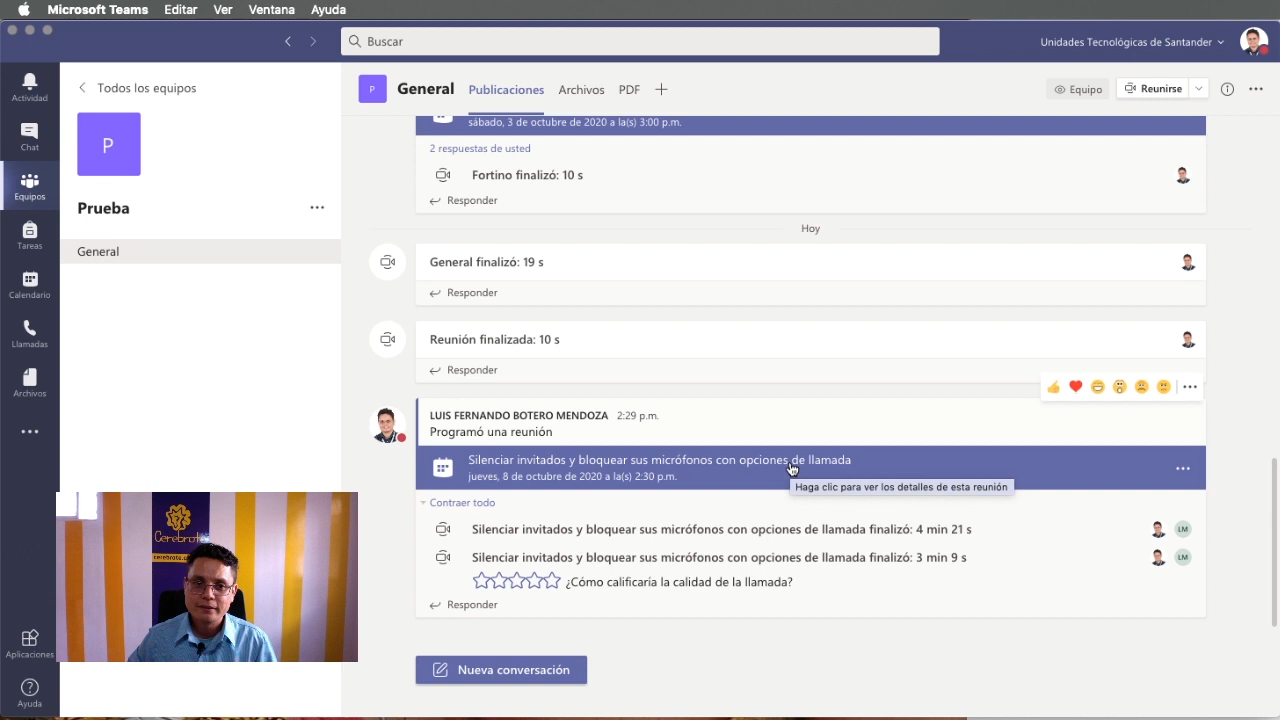 Microsoft Teams Editar Ver Ventana Ayuda
Buscar
Unidades Tecnológicas de Santander
Actividad
Chat
Equipos
Tareas
Calendario
Llamadas
Archivos
Aplicaciones
Ayuda
Todos los equipos
P
Prueba
General
P General Publicaciones Archivos PDF
Equipo Reunirse
sábado, 3 de octubre de 2020 a la(s) 3:00 p.m.
2 respuestas de usted
Fortino finalizó: 10 s
Responder
Hoy
General finalizó: 19 s
Responder
Reunión finalizada: 10 s
Responder
LUIS FERNANDO BOTERO MENDOZA 2:29 p.m.
Programó una reunión
Silenciar invitados y bloquear sus micrófonos con opciones de llamada
jueves, 8 de octubre de 2020 a la(s) 2:30 p.m.
Haga clic para ver los detalles de esta reunión
Contraer todo
Silenciar invitados y bloquear sus micrófonos con opciones de llamada finalizó: 4 min 21 s
LM
Silenciar invitados y bloquear sus micrófonos con opciones de llamada finalizó: 3 min 9 s
LM
¿Cómo calificaría la calidad de la llamada?
Responder
Nueva conversación